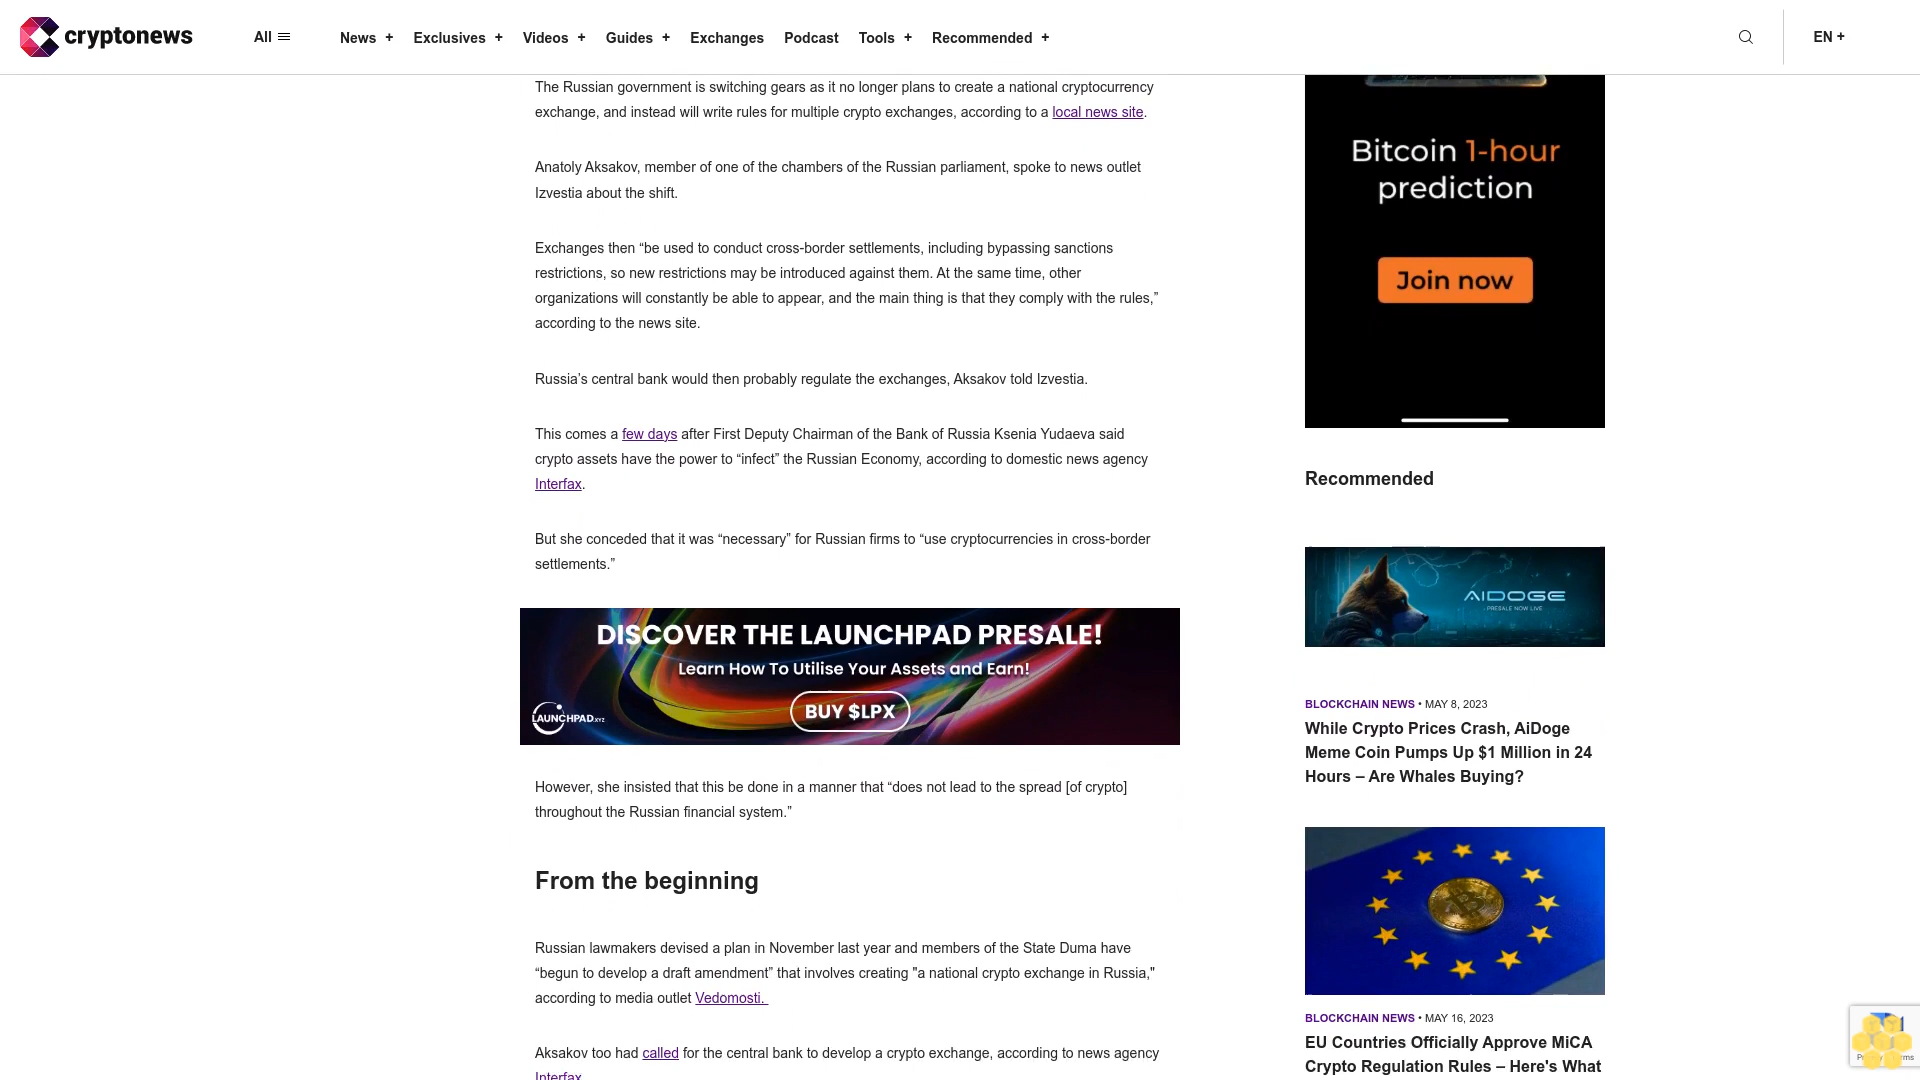 cryptonews
All
News +
Exclusives +
Videos +
Guides +
Exchanges
Podcast
Tools +
Recommended +
EN +
The Russian government is switching gears as it no longer plans to create a national cryptocurrency
exchange, and instead will write rules for multiple crypto exchanges, according to a local news site.
Anatoly Aksakov, member of one of the chambers of the Russian parliament, spoke to news outlet
Izvestia about the shift.
Exchanges then “be used to conduct cross-border settlements, including bypassing sanctions
restrictions, so new restrictions may be introduced against them. At the same time, other
organizations will constantly be able to appear, and the main thing is that they comply with the rules,”
according to the news site.
Russia’s central bank would then probably regulate the exchanges, Aksakov told Izvestia.
This comes a few days after First Deputy Chairman of the Bank of Russia Ksenia Yudaeva said
crypto assets have the power to “infect” the Russian Economy, according to domestic news agency
Interfax.
But she conceded that it was “necessary” for Russian firms to “use cryptocurrencies in cross-border
settlements.”
DISCOVER THE LAUNCHPAD PRESALE!
Learn How To Utilise Your Assets and Earn!
LAUNCHPAD.XYZ
BUY $LPX
However, she insisted that this be done in a manner that “does not lead to the spread [of crypto]
throughout the Russian financial system.”
From the beginning
Russian lawmakers devised a plan in November last year and members of the State Duma have
“begun to develop a draft amendment” that involves creating "a national crypto exchange in Russia,"
according to media outlet Vedomosti.
Aksakov too had called for the central bank to develop a crypto exchange, according to news agency
Interfax
Bitcoin 1-hour
prediction
Join now
Recommended
AIDOGE
PRESALE NOW LIVE
BLOCKCHAIN NEWS • MAY 8, 2023
While Crypto Prices Crash, AiDoge
Meme Coin Pumps Up $1 Million in 24
Hours – Are Whales Buying?
BLOCKCHAIN NEWS • MAY 16, 2023
EU Countries Officially Approve MiCA
Crypto Regulation Rules – Here's What